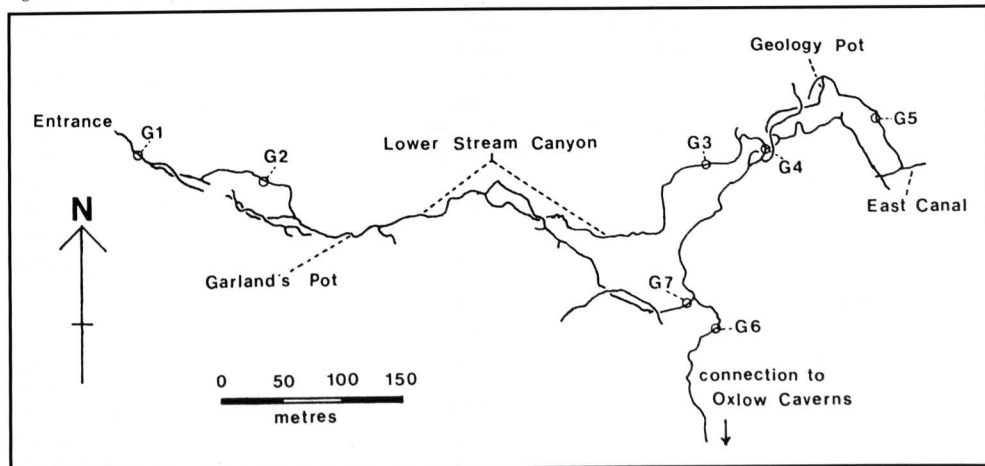 Geology Pot
Entrance
G1
G2
Lower Stream Canyon
G3
G4
G5
East Canal
N
Garland's Pot
G7
G6
0 50 100 150
metres
connection to
Oxlow Caverns